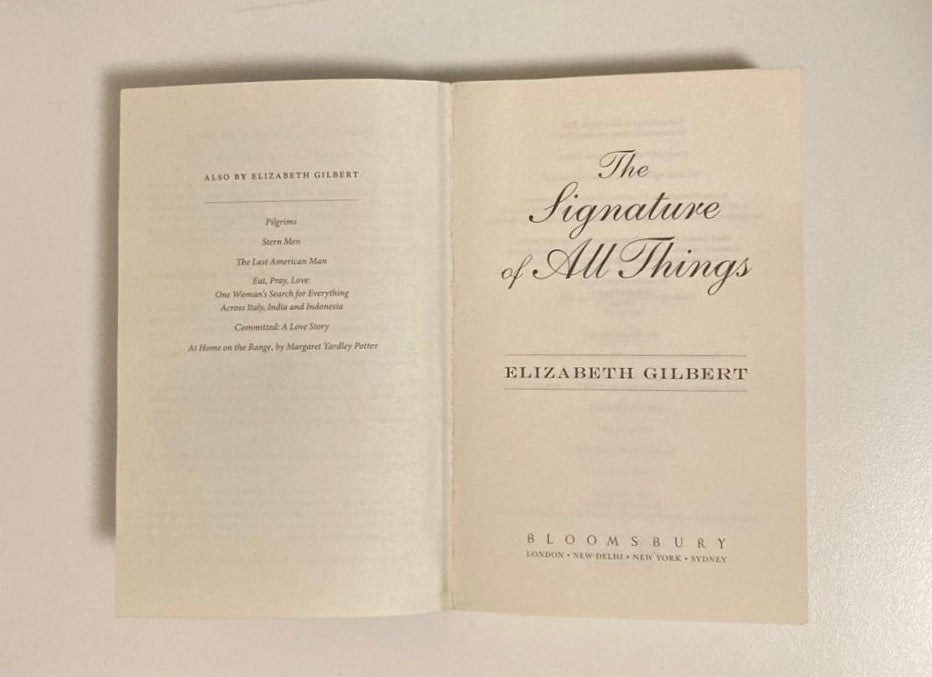 ALSO BY ELIZABETH GILBERT
Pilgrims
Stern Men
The Last American Man
Eat, Pray, Love:
One Woman's Search for Everything
Across Italy, India and Indonesia
Committed: A Love Story
At Home on the Range, by Margaret Yardley Potter
The
Signature
of All Things
ELIZABETH GILBERT
BLOOMSBURY
LONDON • NEW DELHI • NEW YORK • SYDNEY